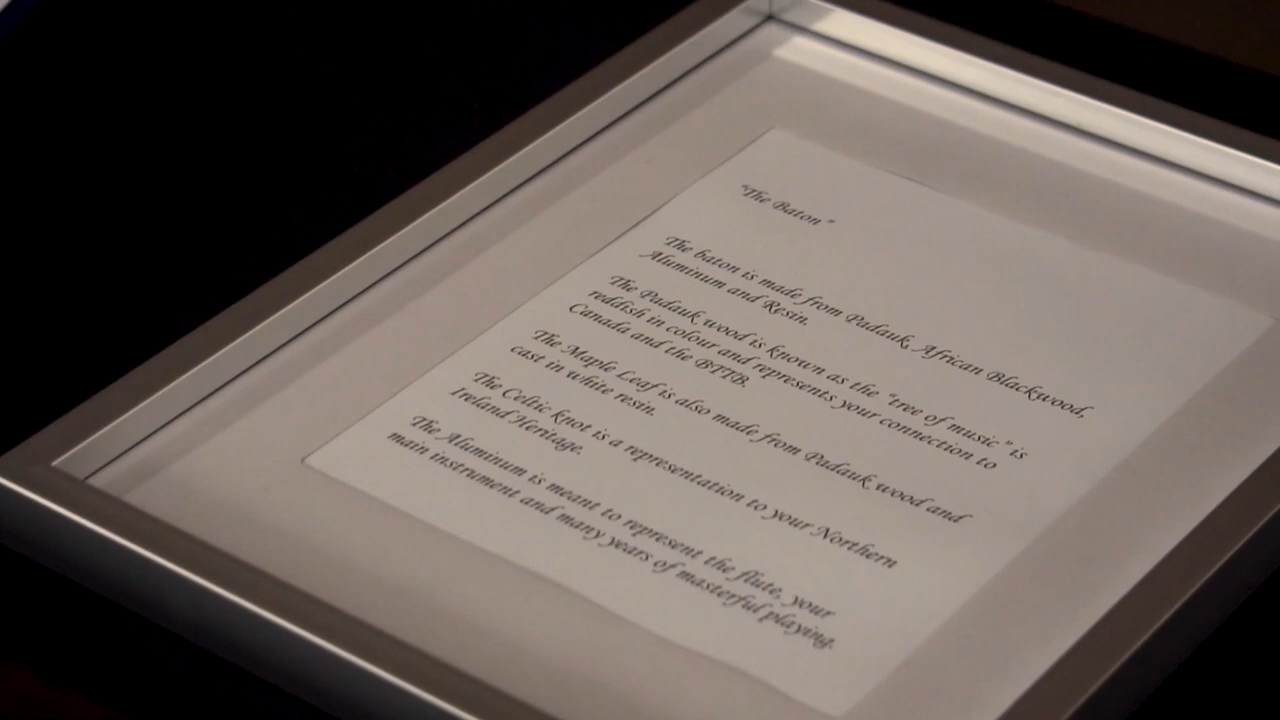 "The Baton"
The baton is made from Padauk, African Blackwood,
Aluminum and Resin.
The Padauk wood is known as the "tree of music" is
reddish in colour and represents your connection to
Canada and the BTTB.
The Maple Leaf is also made from Padauk wood and
cast in white resin.
The Celtic knot is a representation to your Northern
Ireland Heritage.
The Aluminum is meant to represent the flute, your
main instrument and many years of masterful playing.